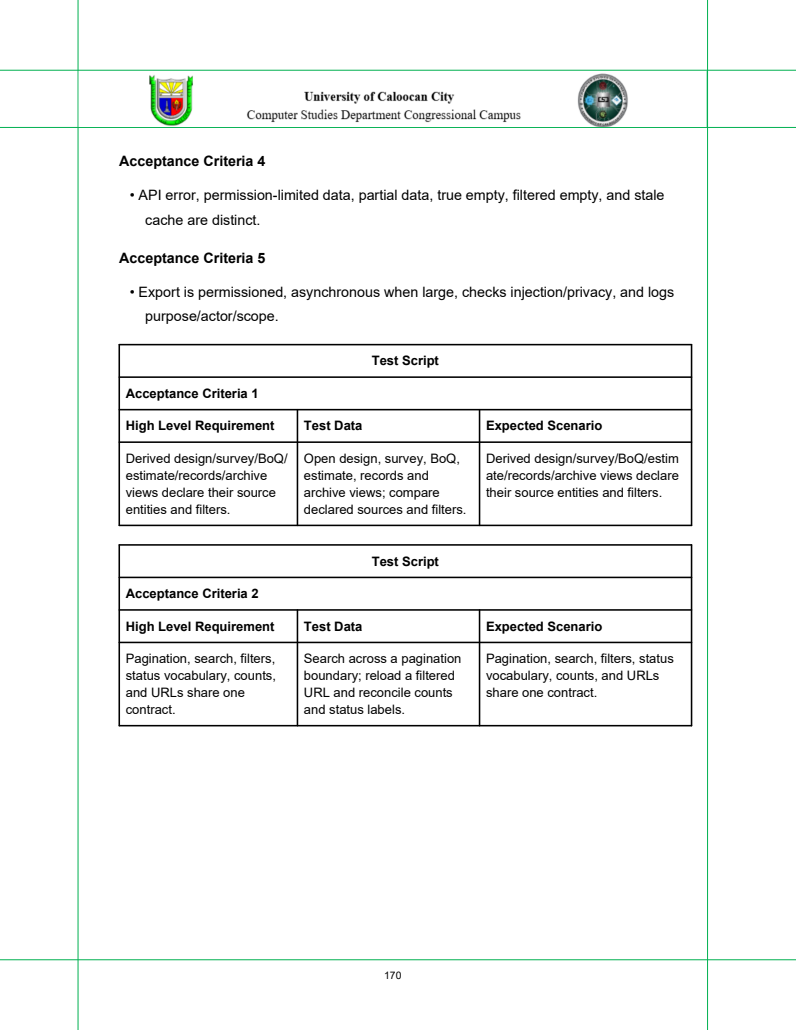 University of Caloocan City
Computer Studies Department Congressional Campus
Acceptance Criteria 4
• API error, permission-limited data, partial data, true empty, filtered empty, and stale
cache are distinct.
Acceptance Criteria 5
• Export is permissioned, asynchronous when large, checks injection/privacy, and logs
purpose/actor/scope.
Test Script
Acceptance Criteria 1
High Level Requirement
Test Data
Expected Scenario
Derived design/survey/BoQ/
estimate/records/archive
views declare their source
entities and filters.
Open design, survey, BoQ,
estimate, records and
archive views; compare
declared sources and filters.
Derived design/survey/BoQ/estim
ate/records/archive views declare
their source entities and filters.
Test Script
Acceptance Criteria 2
High Level Requirement
Test Data
Expected Scenario
Pagination, search, filters,
status vocabulary, counts,
and URLs share one
contract.
Search across a pagination
boundary; reload a filtered
URL and reconcile counts
and status labels.
Pagination, search, filters, status
vocabulary, counts, and URLs
share one contract.
170